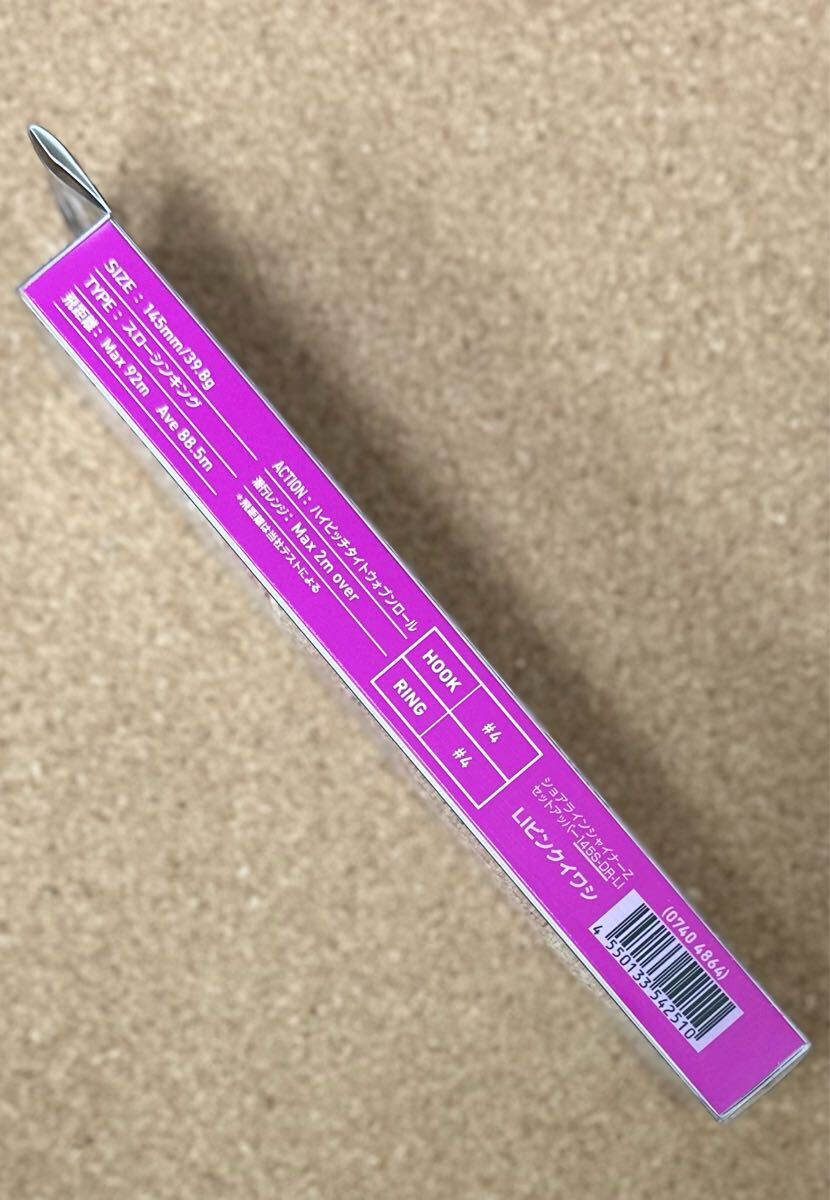 SIZE : 145mm/39.8g
TYPE : スローシンキング
飛距離 : Max 92m Ave 88.5m
ACTION : ハイピッチタイトウォブンロール
潜行レンジ : Max 2m over
*飛距離は当社テストによる
HOOK #4
RING #4
ショアラインシャイナーZ
セットアッパー145S-DR-LI
LIピンクイワシ
(0740 4864)
4 550133 542510